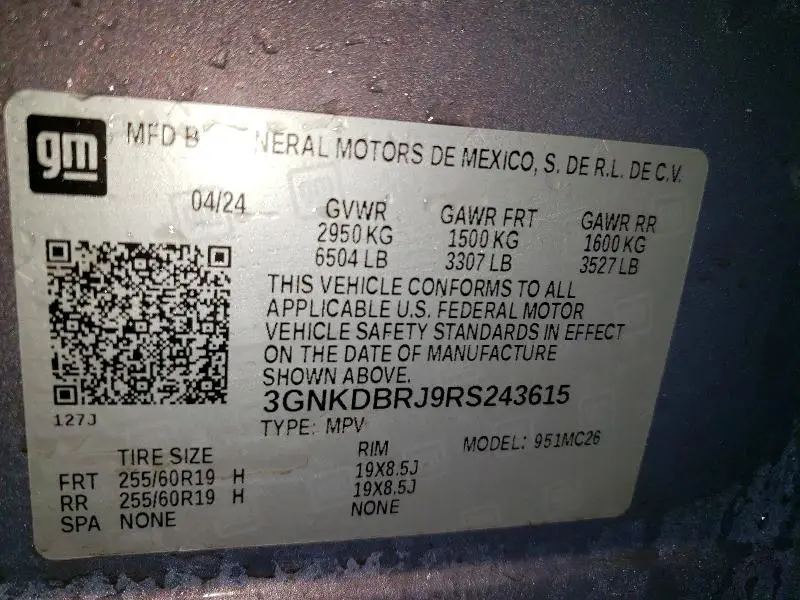 gm
MFD B NERAL MOTORS DE MEXICO, S. DE R.L. DE C.V.
04/24 GVWR GAWR FRT GAWR RR
2950 KG 1500 KG 1600 KG
6504 LB 3307 LB 3527 LB
THIS VEHICLE CONFORMS TO ALL
APPLICABLE U.S. FEDERAL MOTOR
VEHICLE SAFETY STANDARDS IN EFFECT
ON THE DATE OF MANUFACTURE
SHOWN ABOVE.
3GNKDBRJ9RS243615
127J
TYPE: MPV MODEL: 951MC26
TIRE SIZE RIM
FRT 255/60R19 H 19X8.5J
RR 255/60R19 H 19X8.5J
SPA NONE NONE